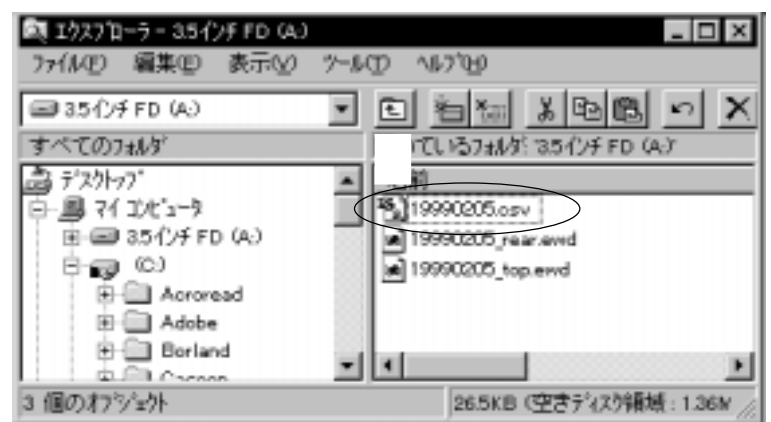 エクスプローラ - 3.5インチ FD (A:)
ファイル(F) 編集(E) 表示(V) ツール(T) ヘルプ(H)
3.5インチ FD (A:)
すべてのフォルダ
ているフォルダ: '3.5インチ FD (A:)'
デスクトップ
マイ コンピュータ
3.5インチ FD (A:)
(C:)
Acroread
Adobe
Borland
19990205.csv
19990205_rear.ewd
19990205_top.ewd
3 個のオブジェクト
26.5KB (空きディスク領域 : 1.36M